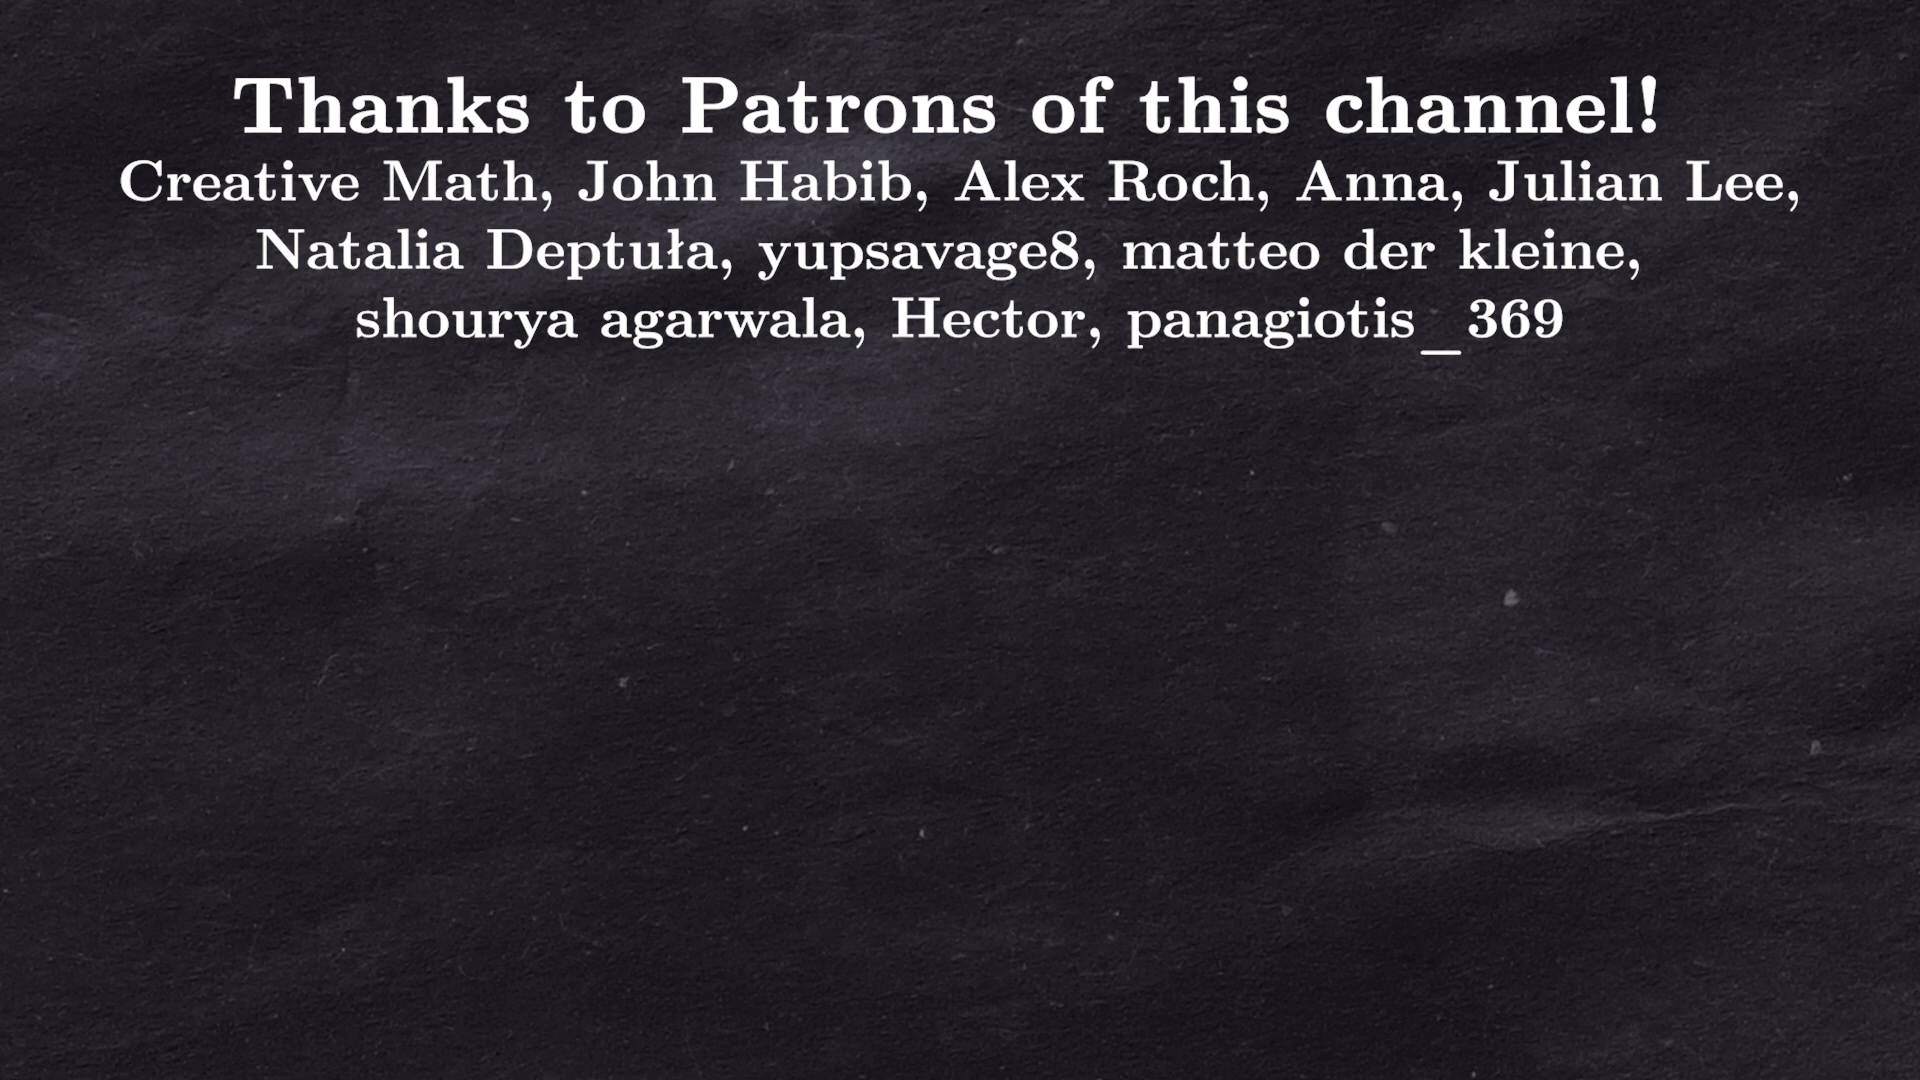 Thanks to Patrons of this channel!
Creative Math, John Habib, Alex Roch, Anna, Julian Lee,
Natalia Deptuła, yupsavage8, matteo der kleine,
shourya agarwala, Hector, panagiotis_369